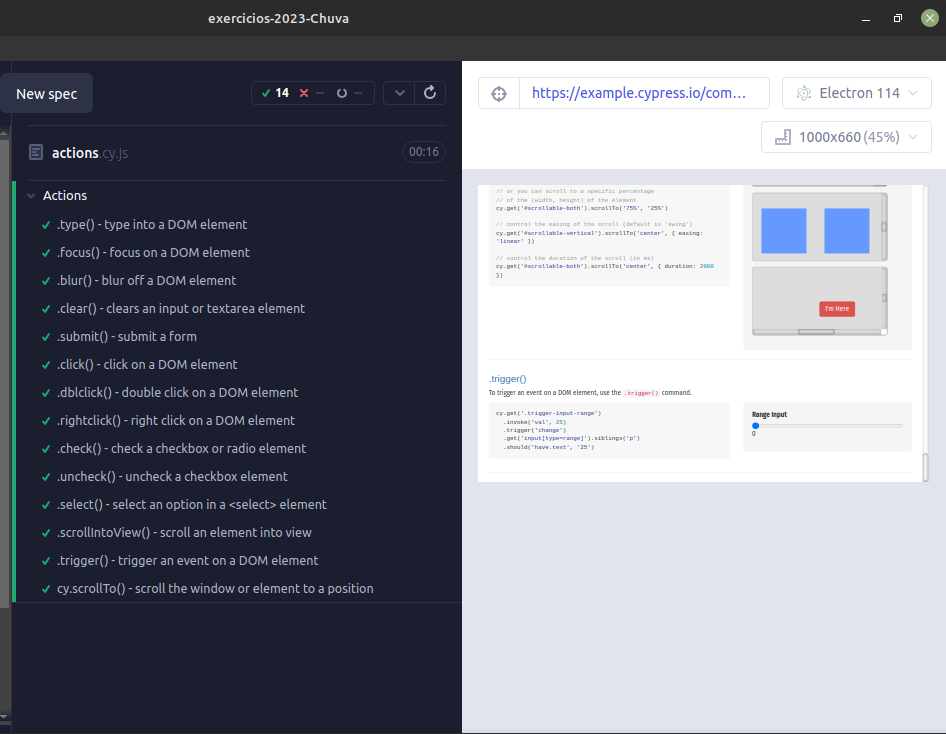 exercicios-2023-Chuva
New spec
14 -- --
actions.cy.js
00:16
Actions
.type() - type into a DOM element
.focus() - focus on a DOM element
.blur() - blur off a DOM element
.clear() - clears an input or textarea element
.submit() - submit a form
.click() - click on a DOM element
.dblclick() - double click on a DOM element
.rightclick() - right click on a DOM element
.check() - check a checkbox or radio element
.uncheck() - uncheck a checkbox element
.select() - select an option in a <select> element
.scrollIntoView() - scroll an element into view
.trigger() - trigger an event on a DOM element
cy.scrollTo() - scroll the window or element to a position
https://example.cypress.io/com...
Electron 114
1000x660 (45%)
// or you can scroll to a specific percentage
// of the (width, height) of the element
cy.get('#scrollable-both').scrollTo('75%', '25%')
// control the easing of the scroll (default is 'swing')
cy.get('#scrollable-vertical').scrollTo('center', { easing:
'linear' })
// control the duration of the scroll (in ms)
cy.get('#scrollable-both').scrollTo('center', { duration: 2000
})
I'm Here
.trigger()
To trigger an event on a DOM element, use the .trigger() command.
cy.get('.trigger-input-range')
.invoke('val', 25)
.trigger('change')
.get('input[type=range]').siblings('p')
.should('have.text', '25')
Range Input
0